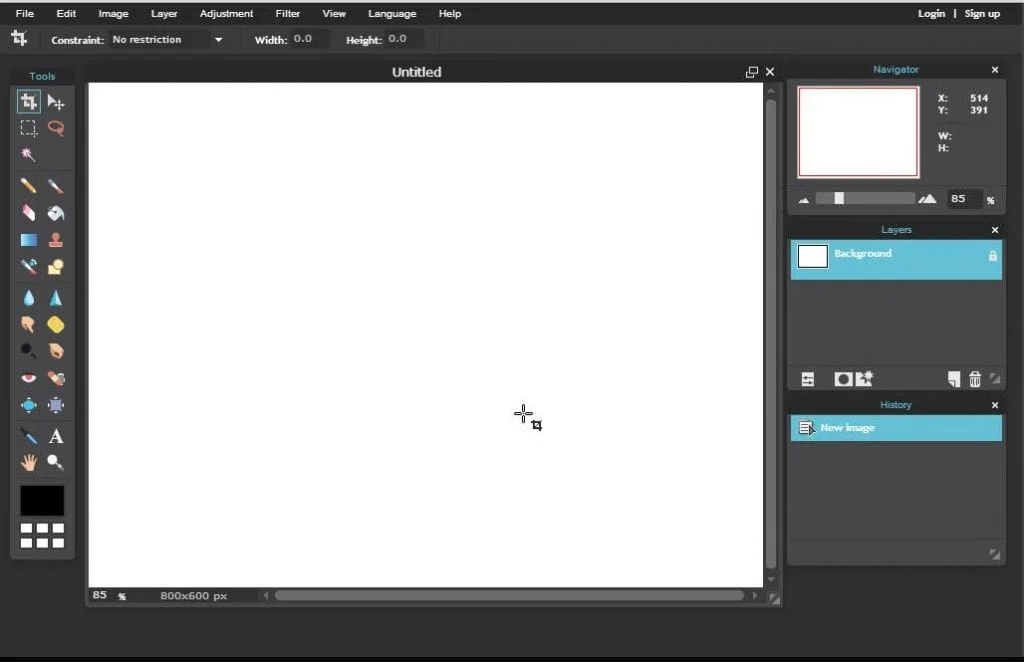 File Edit Image Layer Adjustment Filter View Language Help Login | Sign up
Constraint: No restriction Width: 0.0 Height: 0.0
Tools
Untitled
Navigator
X: 514
Y: 391
W:
H:
85 %
Layers
Background
History
New image
A
85 % 800x600 px